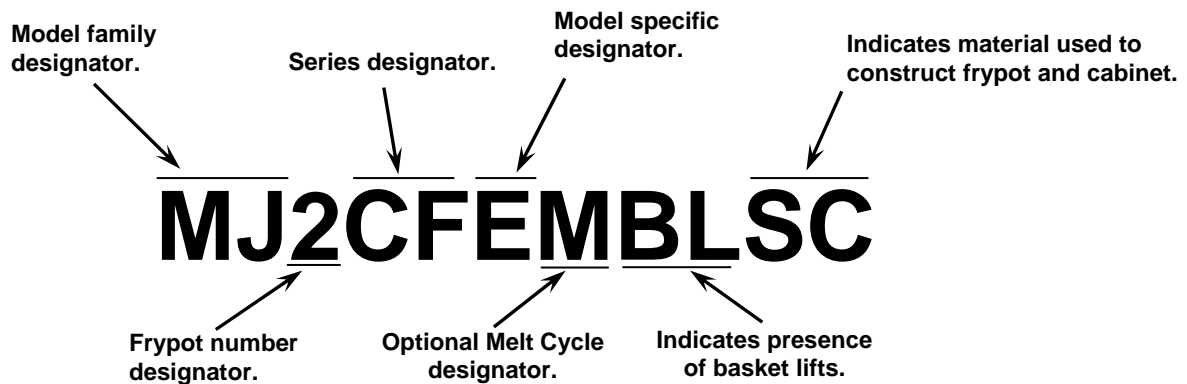 Model family
designator.
Series designator.
Model specific
designator.
Indicates material used to
construct frypot and cabinet.
MJ2CFEMBLSC
Frypot number
designator.
Optional Melt Cycle
designator.
Indicates presence
of basket lifts.